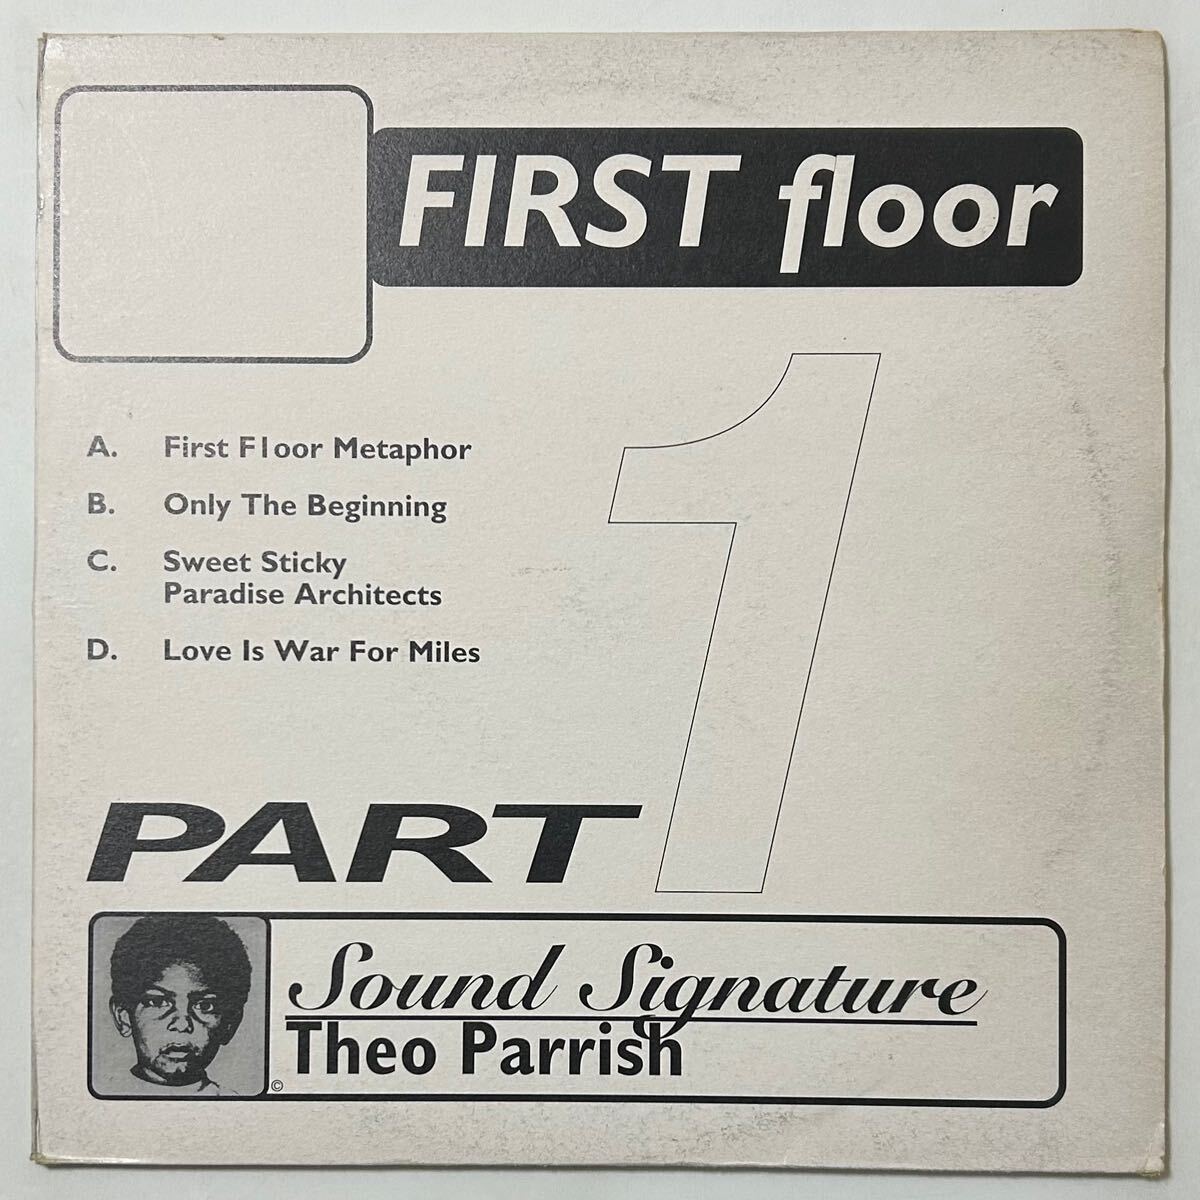 FIRST floor
A. First Floor Metaphor
B. Only The Beginning
C. Sweet Sticky
Paradise Architects
D. Love Is War For Miles
PART 1
Sound Signature
Theo Parrish
©